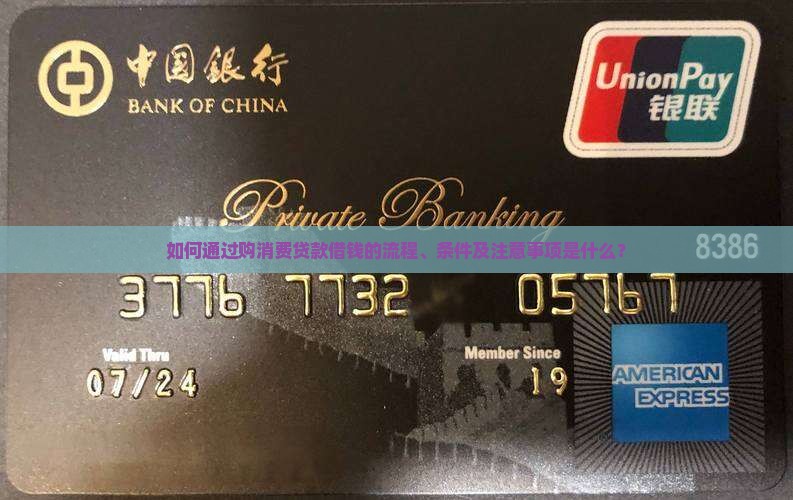 中国银行
BANK OF CHINA
UnionPay
银联
Private Banking
如何通过购消费贷款借钱的流程、条件及注意事项是什么?
8386
3776 7732 05767
Valid Thru
Member Since
07/24
19
AMERICAN
EXPRESS